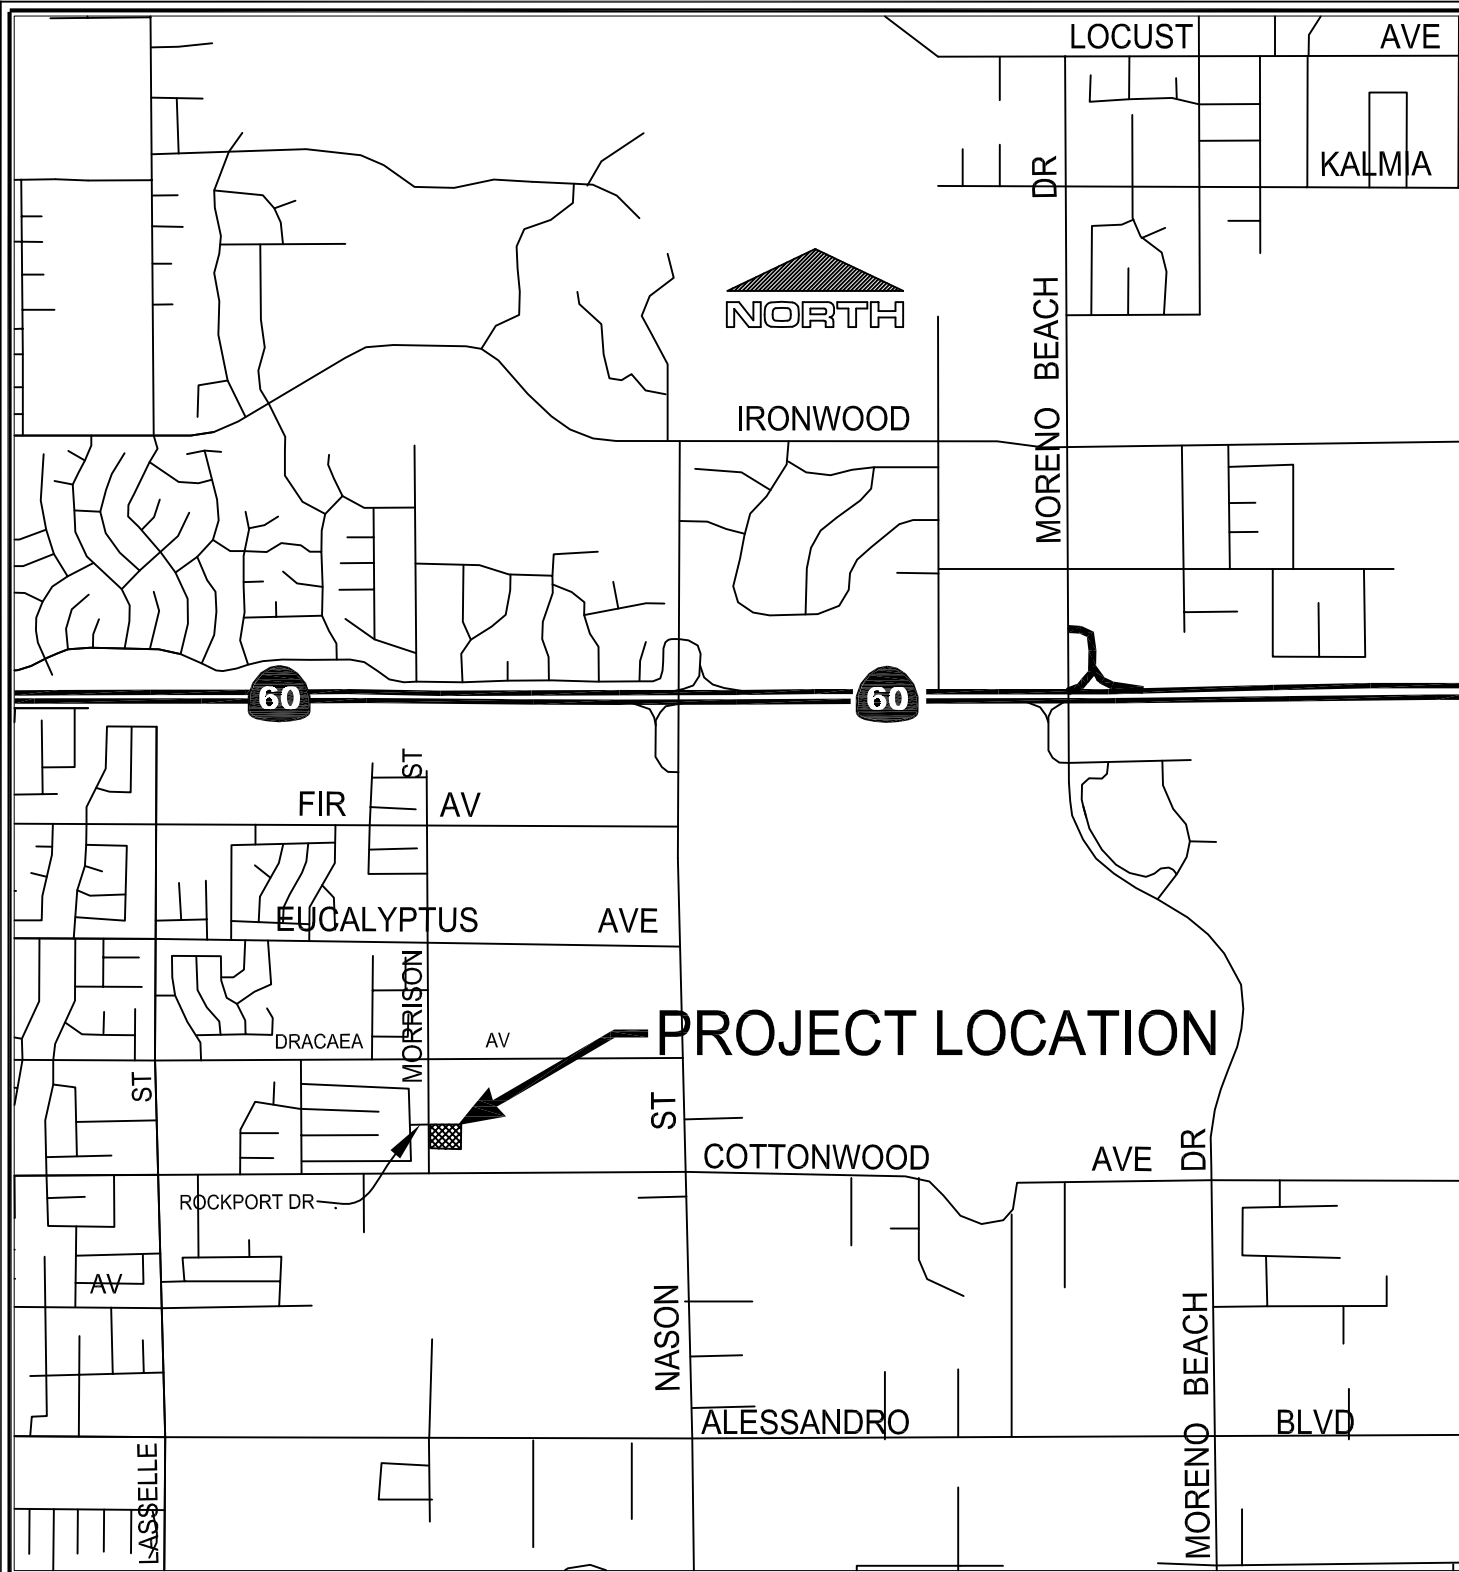 LOCUST AVE
KALMIA
MORENO BEACH DR
NORTH
IRONWOOD
60
60
FIR AV
MORRISON ST
EUCALYPTUS AVE
DRACAEA AV
PROJECT LOCATION
ST
ST
COTTONWOOD AVE
DR
ROCKPORT DR
AV
NASON
MORENO BEACH
ALESSANDRO BLVD
LASSELLE